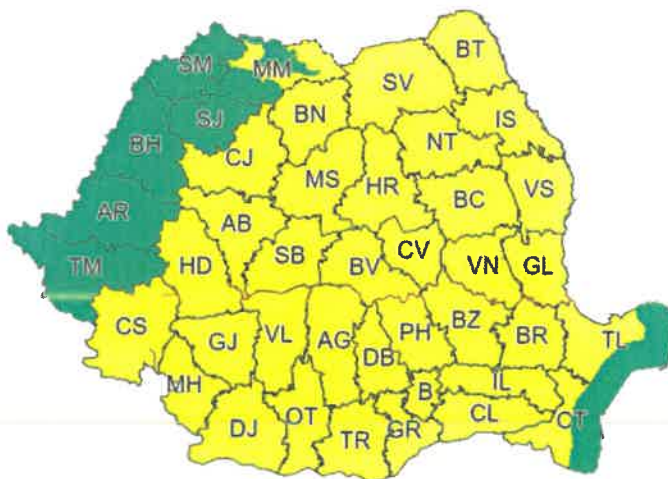 BT
SM
MM
SV
SJ
BN
IS
BH
CJ
NT
MS
HR
BC
VS
AR
AB
SB
BV
CV
VN
GL
TM
HD
CS
GJ
VL
AG
DB
PH
BZ
BR
TL
MH
B
IL
DJ
OT
TR
GR
CL
CT